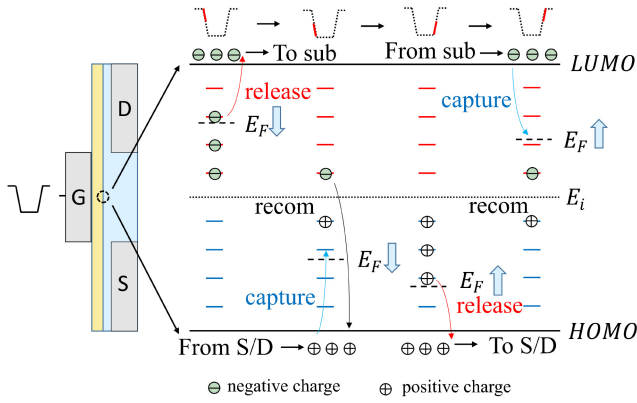 To sub
From sub
LUMO
D
release
E_F
capture
E_F
G
E_i
recom
recom
E_F
E_F
S
capture
release
HOMO
From S/D
To S/D
negative charge
positive charge